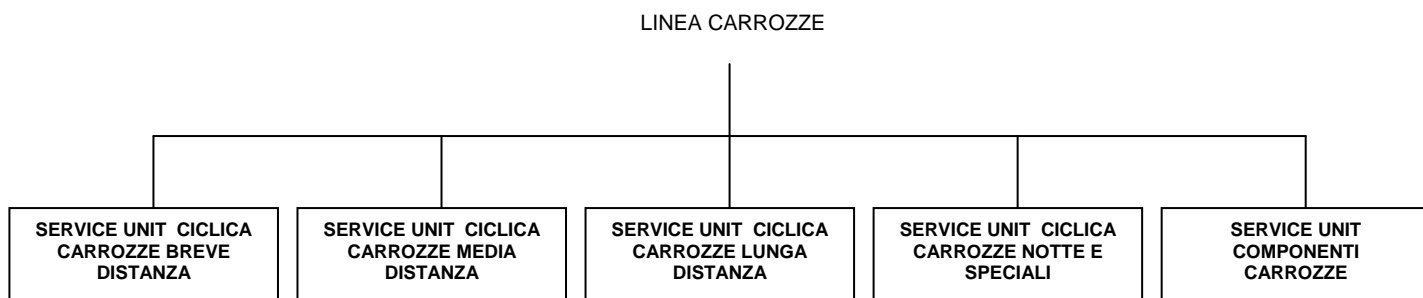 LINEA CARROZZE
SERVICE UNIT CICLICA
CARROZZE BREVE
DISTANZA
SERVICE UNIT CICLICA
CARROZZE MEDIA
DISTANZA
SERVICE UNIT CICLICA
CARROZZE LUNGA
DISTANZA
SERVICE UNIT CICLICA
CARROZZE NOTTE E
SPECIALI
SERVICE UNIT
COMPONENTI
CARROZZE